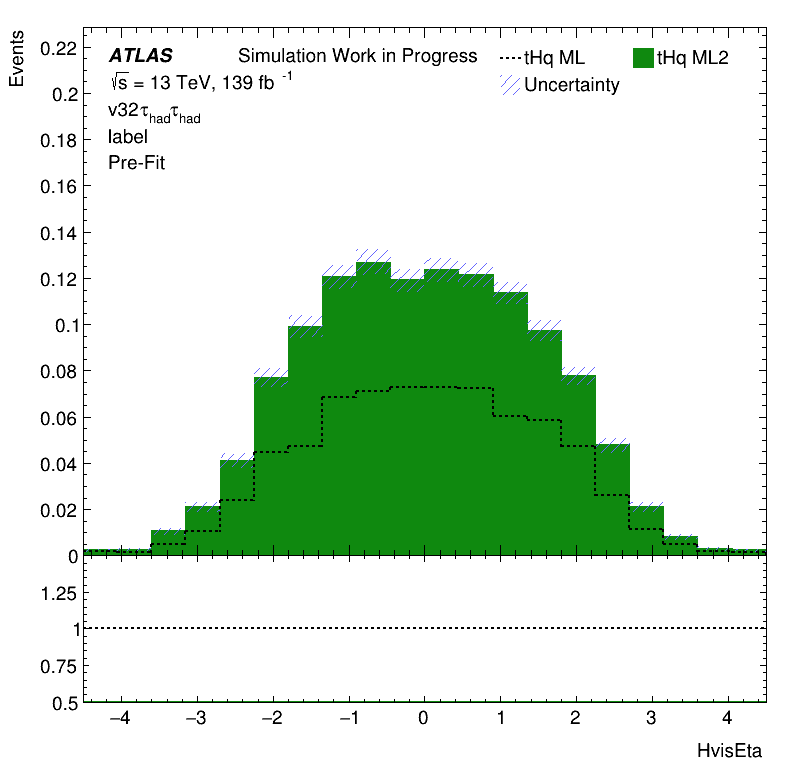 Events
ATLAS Simulation Work in Progress
√s = 13 TeV, 139 fb -1
v32τhadτhad
label
Pre-Fit
tHq ML tHq ML2
Uncertainty
0.22
0.2
0.18
0.16
0.14
0.12
0.1
0.08
0.06
0.04
0.02
0
1.25
1
0.75
0.5
−4 −3 −2 −1 0 1 2 3 4
HvisEta